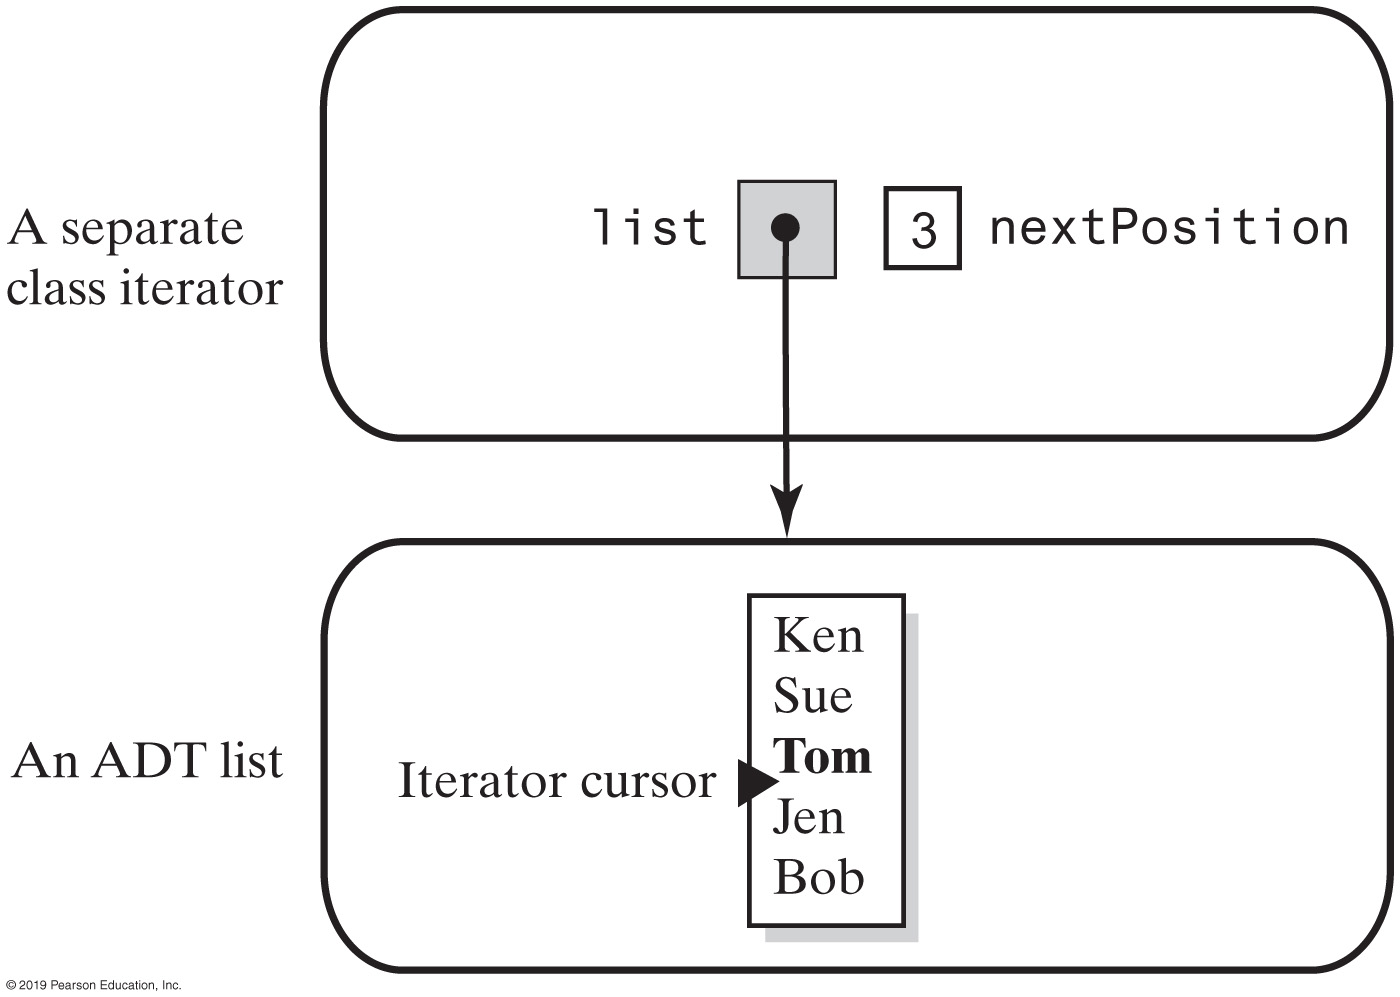 A separate
class iterator
list
3
nextPosition
An ADT list
Iterator cursor
Ken
Sue
Tom
Jen
Bob
© 2019 Pearson Education, Inc.